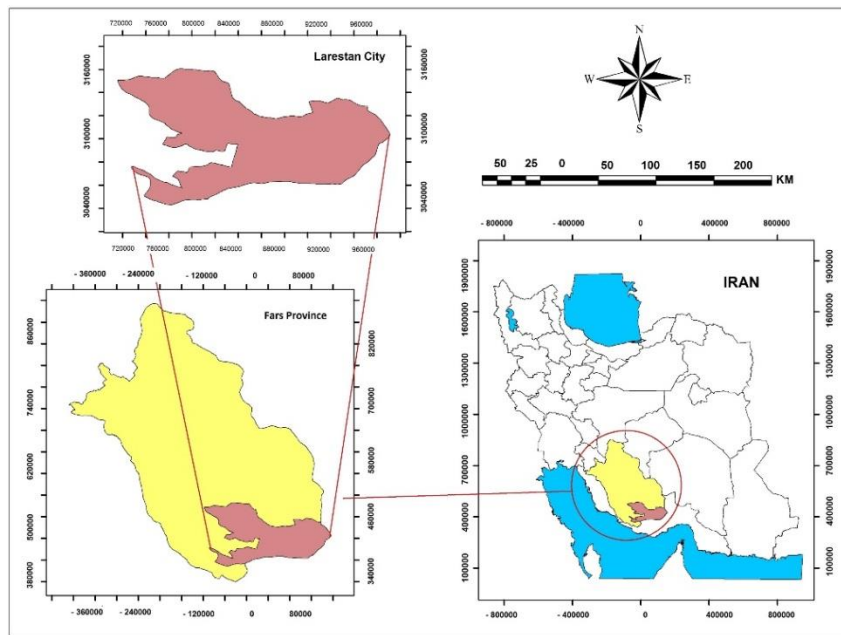 720000 760000 800000 840000 880000 920000 960000
Larestan City
3160000 3160000
3100000 3100000
3040000 3040000
720000 760000 800000 840000 880000 920000 960000
N
W E
S
50 25 0 50 100 150 200
KM
- 360000 - 240000 - 120000 0 80000
Fars Province
860000 820000
740000 700000
620000 580000
500000 460000
380000 340000
- 360000 - 240000 - 120000 0 80000
- 800000 - 400000 0 400000 800000
IRAN
1900000 1900000
1600000 1600000
1300000 1300000
1000000 1000000
700000 700000
400000 400000
100000 100000
- 800000 - 400000 0 400000 800000